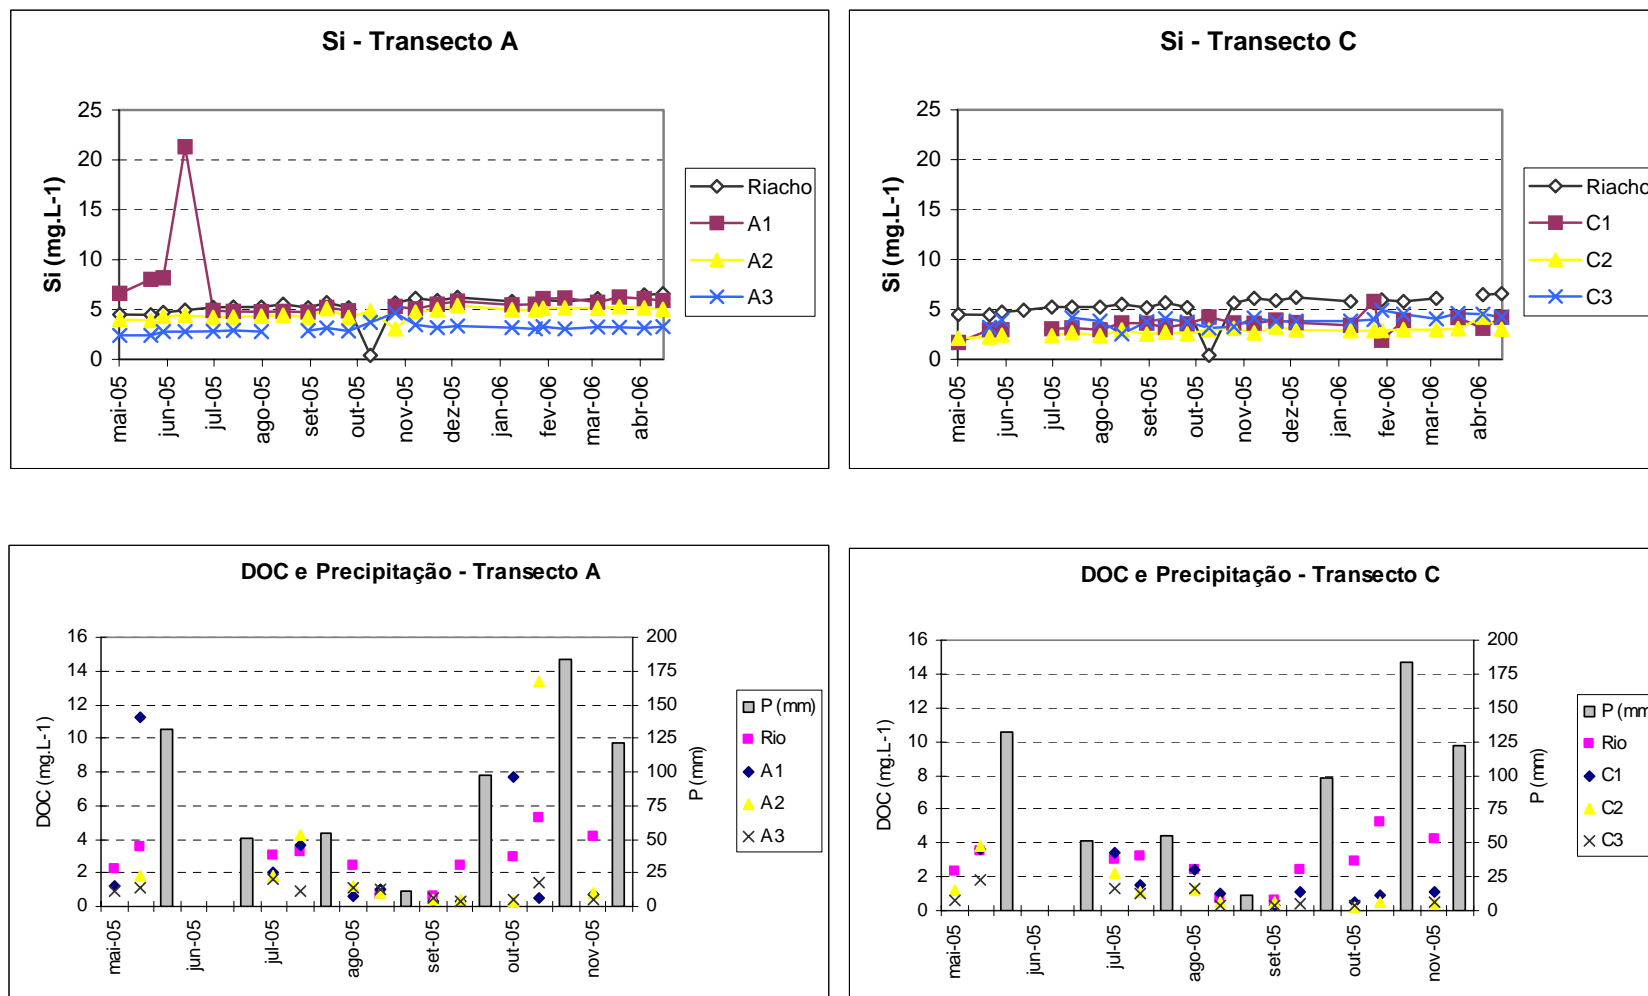 Si - Transecto A
Si (mg.L-1)
25
20
15
10
5
0
mai-05
jun-05
jul-05
ago-05
set-05
out-05
nov-05
dez-05
jan-06
fev-06
mar-06
abr-06
Riacho
A1
A2
A3
Si - Transecto C
Si (mg.L-1)
25
20
15
10
5
0
mai-05
jun-05
jul-05
ago-05
set-05
out-05
nov-05
dez-05
jan-06
fev-06
mar-06
abr-06
Riacho
C1
C2
C3
DOC e Precipitação - Transecto A
DOC (mg.L-1)
16
14
12
10
8
6
4
2
0
200
175
150
125
100
75
50
25
0
P (mm)
mai-05
jun-05
jul-05
ago-05
set-05
out-05
nov-05
P (mm)
Rio
A1
A2
A3
DOC e Precipitação - Transecto C
DOC (mg.L-1)
16
14
12
10
8
6
4
2
0
200
175
150
125
100
75
50
25
0
P (mm)
mai-05
jun-05
jul-05
ago-05
set-05
out-05
nov-05
P (mm
Rio
C1
C2
C3